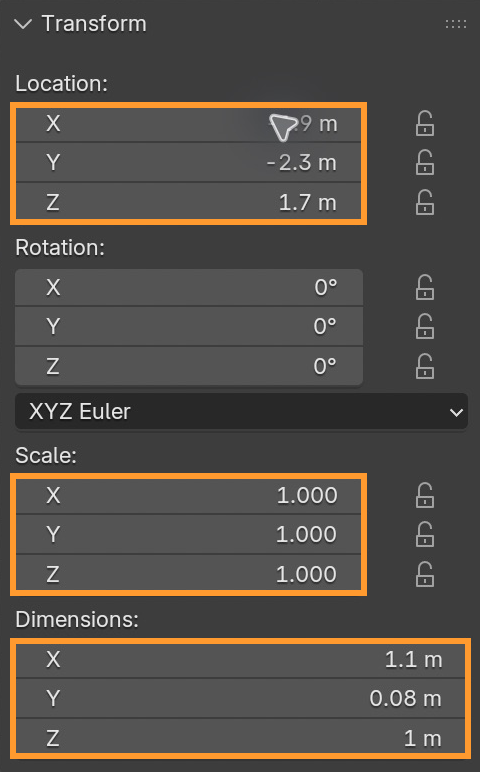 Transform
Location:
X
Y -2.3 m
Z 1.7 m
Rotation:
X 0°
Y 0°
Z 0°
XYZ Euler
Scale:
X 1.000
Y 1.000
Z 1.000
Dimensions:
X 1.1 m
Y 0.08 m
Z 1 m